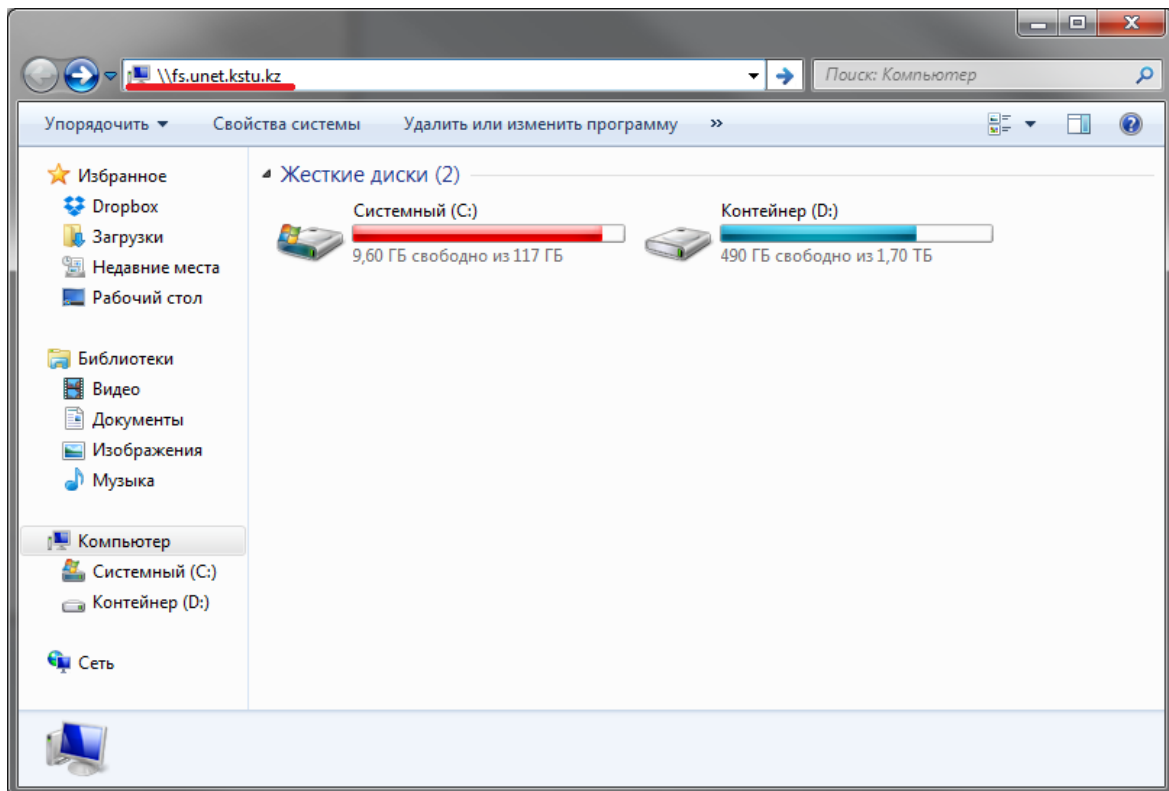 \\fs.unet.kstu.kz
Поиск: Компьютер
Упорядочить Свойства системы Удалить или изменить программу »
Избранное
Dropbox
Загрузки
Недавние места
Рабочий стол
Библиотеки
Видео
Документы
Изображения
Музыка
Компьютер
Системный (C:)
Контейнер (D:)
Сеть
Жесткие диски (2)
Системный (C:)
9,60 ГБ свободно из 117 ГБ
Контейнер (D:)
490 ГБ свободно из 1,70 ТБ